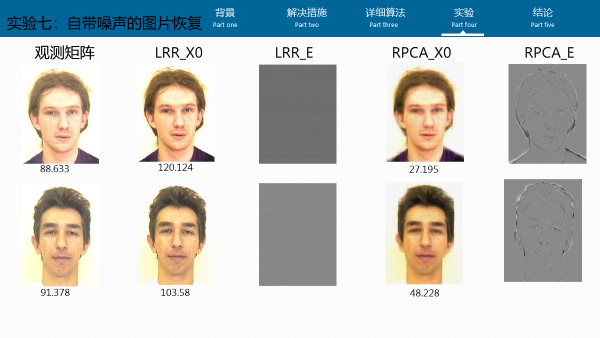 实验七：自带噪声的图片恢复
背景
Part one
解决措施
Part two
详细算法
Part three
实验
Part four
结论
Part five
观测矩阵
LRR_X0
LRR_E
RPCA_X0
RPCA_E
88.633
120.124
27.195
91.378
103.58
48.228